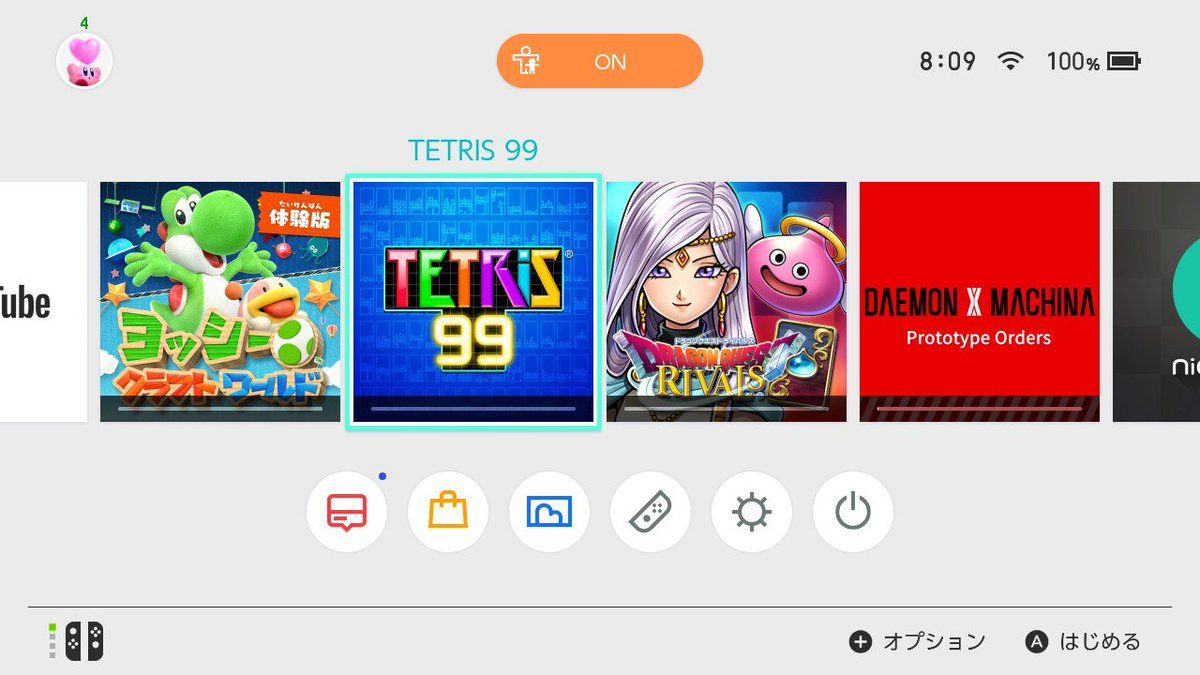 4
ON
8:09
100%
TETRIS 99
Tube
たいけんばん
体験版
ヨッシー
クラフトワールド
TETRIS®
99
ドラゴンクエストライバルズ
DRAGON QUEST
RIVALS
DAEMON X MACHINA
Prototype Orders
nic
+ オプション
A はじめる